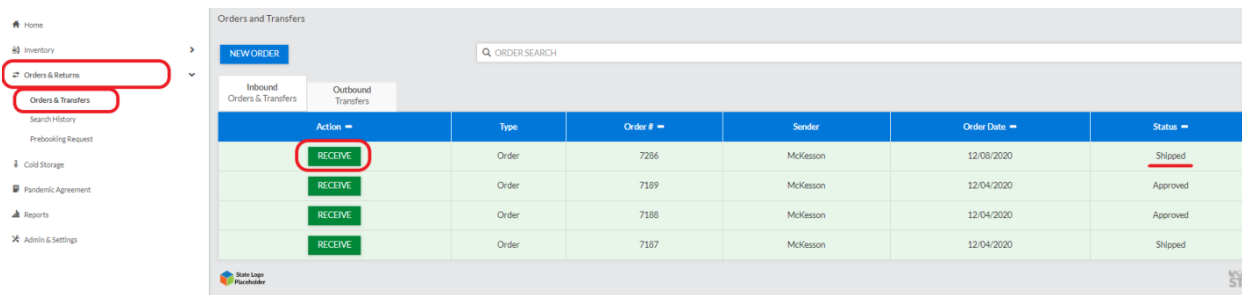 Home
Inventory
Orders & Returns
Orders & Transfers
Search History
Prebooking Request
Cold Storage
Pandemic Agreement
Reports
Admin & Settings
Orders and Transfers
NEW ORDER
ORDER SEARCH
Inbound
Orders & Transfers
Outbound
Transfers
Action Type Order # Sender Order Date Status
RECEIVE Order 7286 McKesson 12/08/2020 Shipped
RECEIVE Order 7189 McKesson 12/04/2020 Approved
RECEIVE Order 7188 McKesson 12/04/2020 Approved
RECEIVE Order 7187 McKesson 12/04/2020 Shipped
State Logo
Placeholder